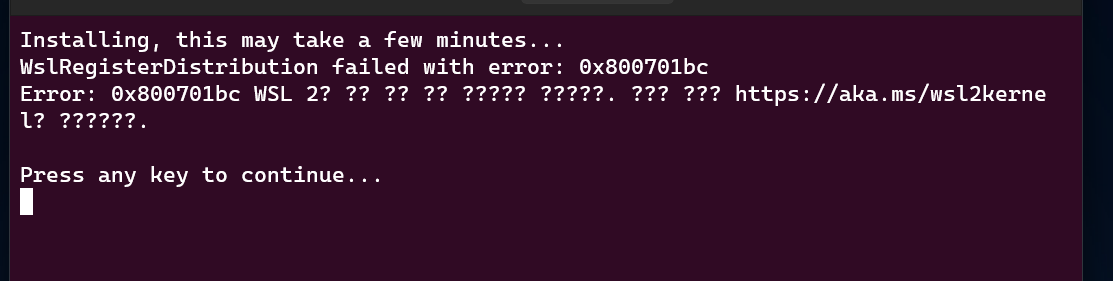 Installing, this may take a few minutes...
WslRegisterDistribution failed with error: 0x800701bc
Error: 0x800701bc WSL 2? ?? ?? ?? ????? ?????. ??? ??? https://aka.ms/wsl2kerne
l? ??????.
Press any key to continue...